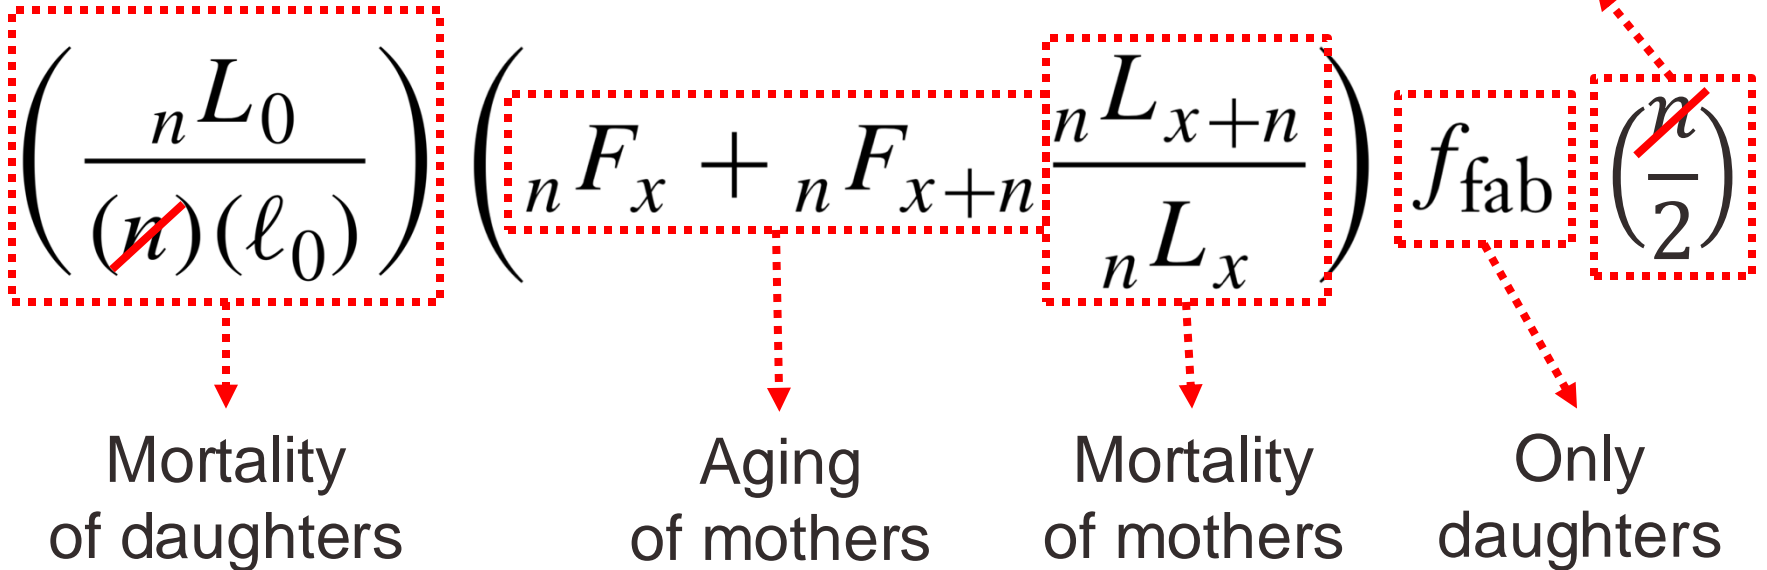 ( nL0 / (n)(ℓ0) ) ( nFx + nFx+n nLx+n / nLx ) ffab ( n / 2 )
Mortality of daughters
Aging of mothers
Mortality of mothers
Only daughters